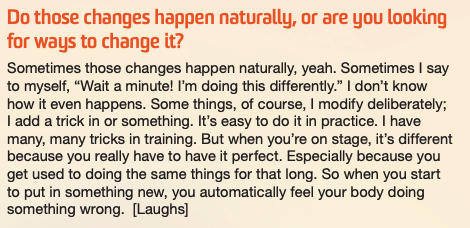 Do those changes happen naturally, or are you looking
for ways to change it?
Sometimes those changes happen naturally, yeah. Sometimes I say
to myself, “Wait a minute! I’m doing this differently.” I don’t know
how it even happens. Some things, of course, I modify deliberately;
I add a trick in or something. It’s easy to do it in practice. I have
many, many tricks in training. But when you’re on stage, it’s different
because you really have to have it perfect. Especially because you
get used to doing the same things for that long. So when you start
to put in something new, you automatically feel your body doing
something wrong.  [Laughs]